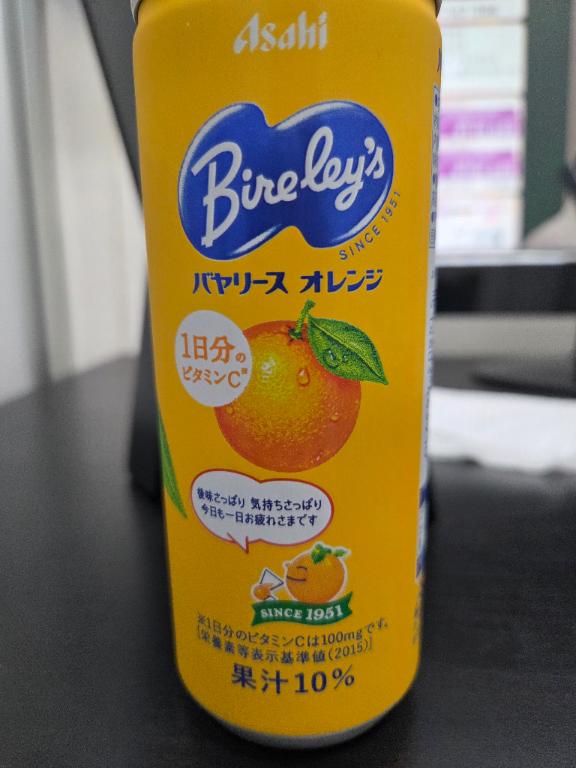 Asahi
Bireley's
SINCE 1951
バヤリース オレンジ
1日分の
ビタミンC※
後味さっぱり 気持ちさっぱり
今日も一日お疲れさまです
SINCE 1951
※1日分のビタミンCは100mgです。
[栄養素等表示基準値(2015)]
果汁10%